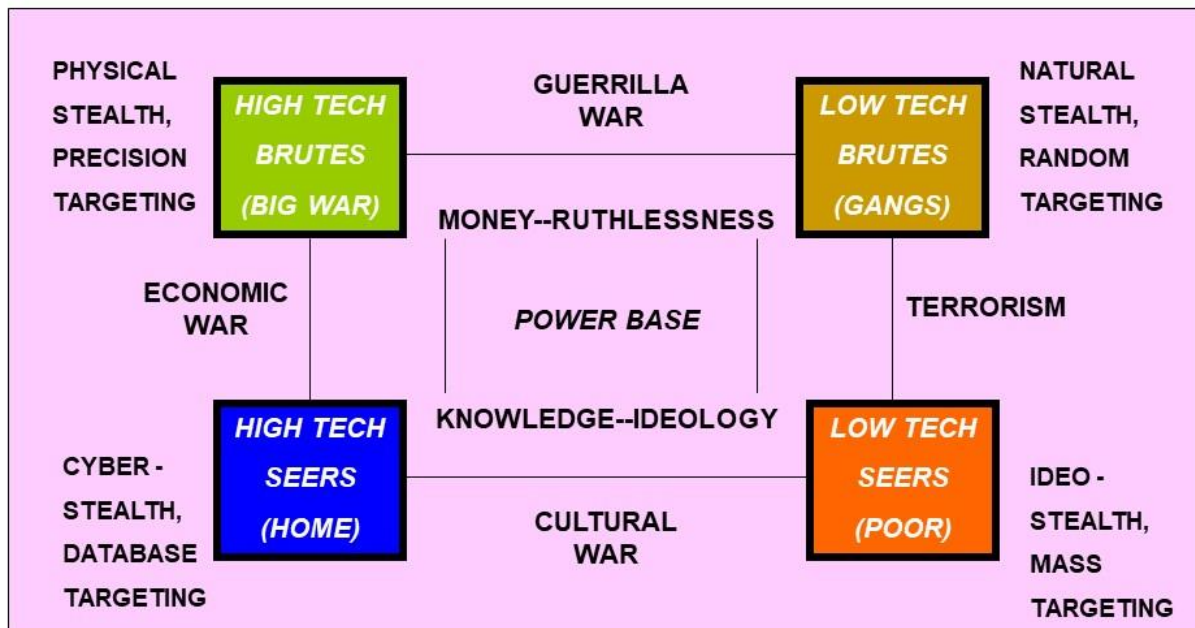 PHYSICAL
STEALTH,
PRECISION
TARGETING
HIGH TECH
BRUTES
(BIG WAR)
GUERRILLA
WAR
LOW TECH
BRUTES
(GANGS)
NATURAL
STEALTH,
RANDOM
TARGETING
MONEY--RUTHLESSNESS
ECONOMIC
WAR
POWER BASE
TERRORISM
KNOWLEDGE--IDEOLOGY
CYBER -
STEALTH,
DATABASE
TARGETING
HIGH TECH
SEERS
(HOME)
CULTURAL
WAR
LOW TECH
SEERS
(POOR)
IDEO -
STEALTH,
MASS
TARGETING